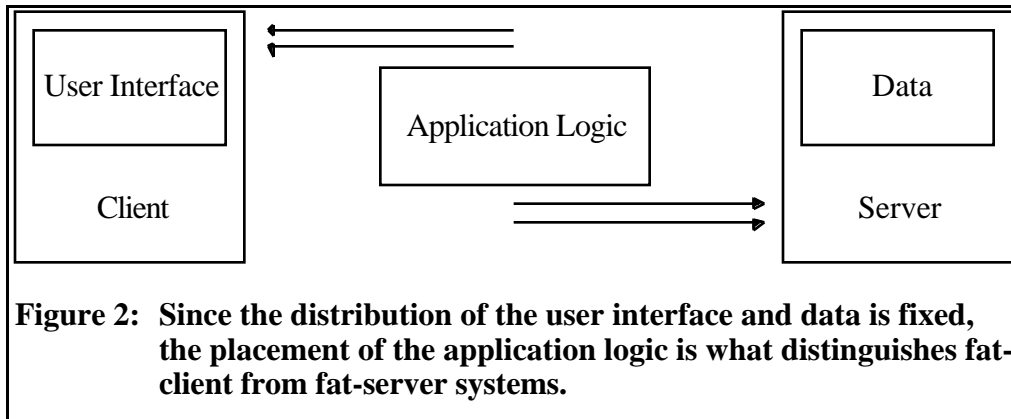 User Interface
Client
Application Logic
Data
Server
Figure 2: Since the distribution of the user interface and data is fixed,
the placement of the application logic is what distinguishes fat-
client from fat-server systems.